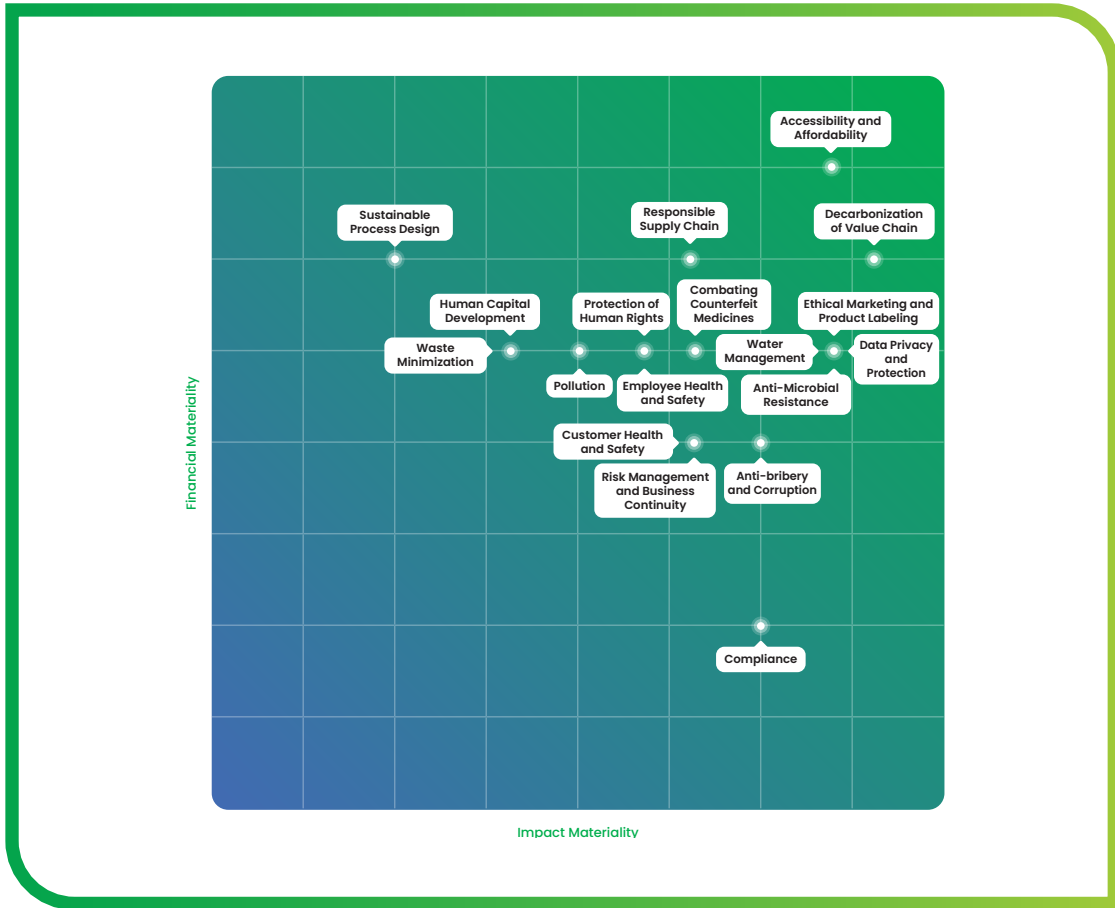 Accessibility and
Affordability
Sustainable
Process Design
Responsible
Supply Chain
Decarbonization
of Value Chain
Human Capital
Development
Protection of
Human Rights
Combating
Counterfeit
Medicines
Ethical Marketing and
Product Labeling
Waste
Minimization
Water
Management
Data Privacy
and
Protection
Pollution
Employee Health
and Safety
Anti-Microbial
Resistance
Customer Health
and Safety
Risk Management
and Business
Continuity
Anti-bribery
and Corruption
Compliance
Financial Materiality
Impact Materiality